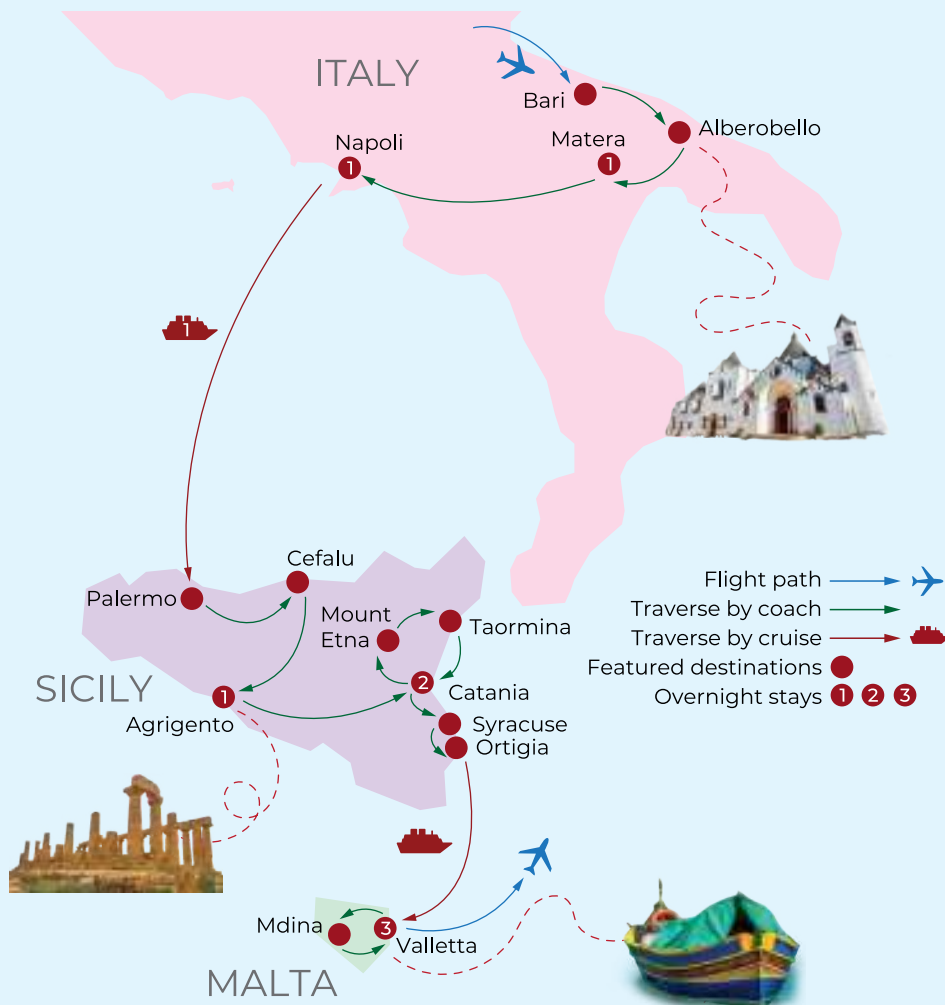 ITALY
Bari
Alberobello
Matera
1
Napoli
1
1
Cefalu
Palermo
Mount
Etna
Taormina
SICILY
1
Agrigento
2
Catania
Syracuse
Ortigia
Flight path
Traverse by coach
Traverse by cruise
Featured destinations
Overnight stays 1 2 3
Mdina
3
Valletta
MALTA